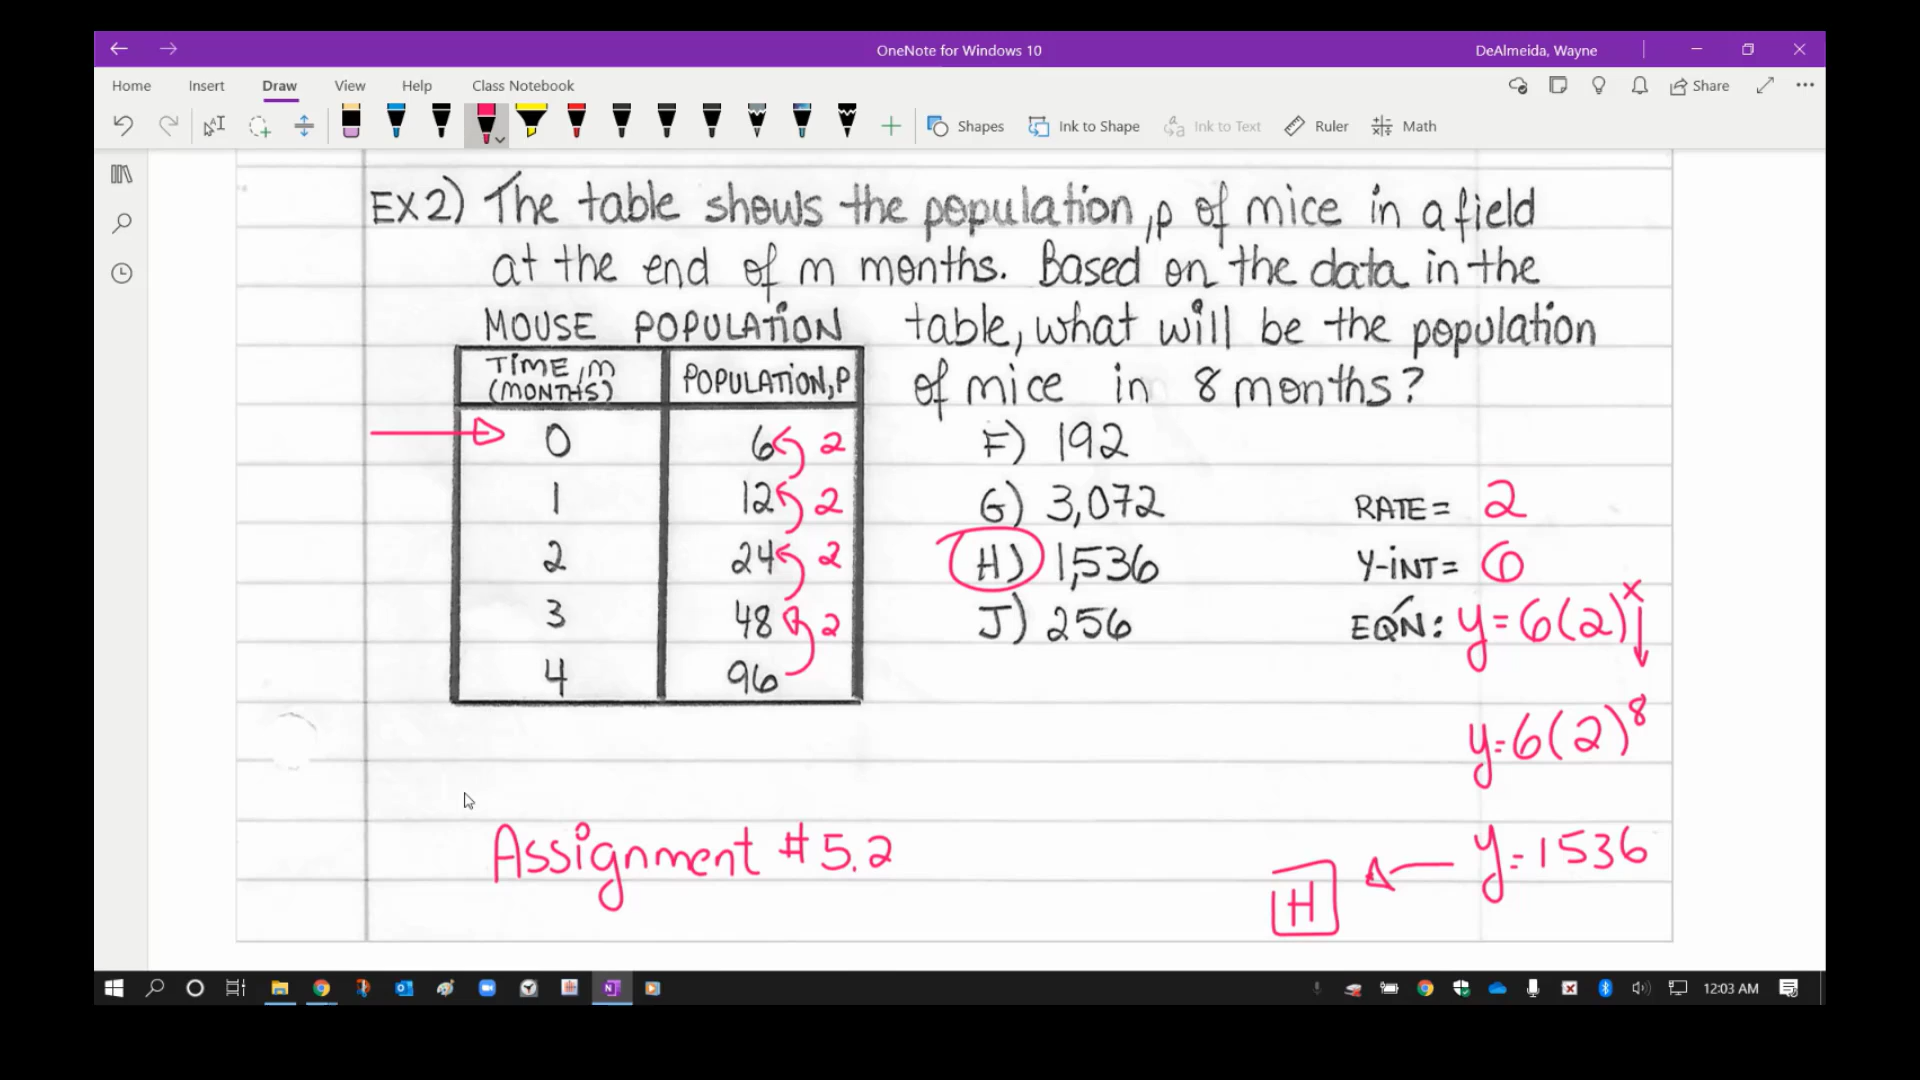 OneNote for Windows 10
DeAlmeida, Wayne
Home Insert Draw View Help Class Notebook
Share
Shapes Ink to Shape Ink to Text Ruler Math
EX2) The table shows the population, p of mice in a field
at the end of m months. Based on the data in the
table, what will be the population
of mice in 8 months?
MOUSE POPULATION
TIME, m (MONTHS) POPULATION, P
0 6 2
1 12 2
2 24 2
3 48 2
4 96
F) 192
G) 3,072
H) 1,536
J) 256
RATE = 2
Y-INT = 6
EQN: y = 6(2)^x
y = 6(2)^8
y = 1536
H
Assignment # 5.2
12:03 AM